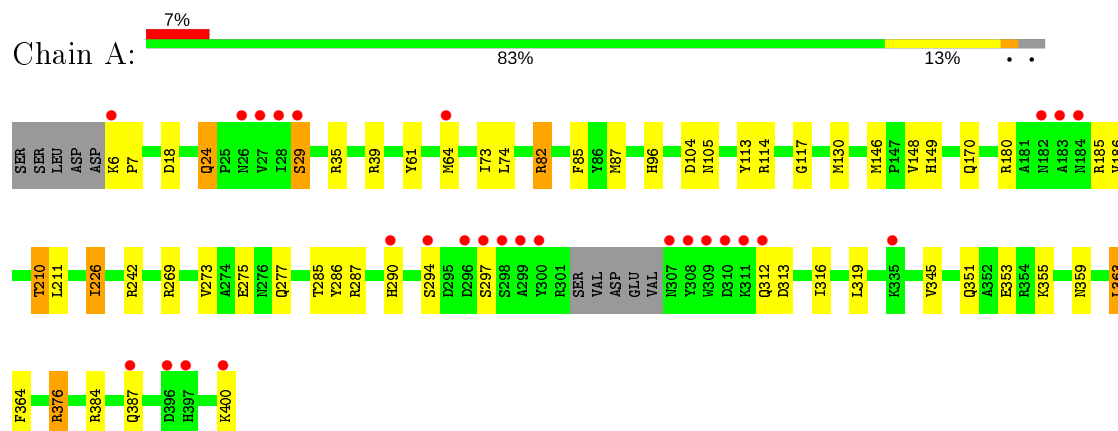 7%
Chain A:
83% 13% • •
SER SER LEU ASP ASP K6 P7 D18 Q24 P25 N26 V27 I28 S29 R35 R39 Y61 M64 I73 L74 R82 F85 Y86 M87 H96 D104 N105 Y113 R114 G117 M130 M146 P147 V148 H149 Q170 R180 A181 N182 A183 N184 R185 V186
T210 L211 I226 R242 R269 V273 A274 E275 N276 Q277 T285 Y286 R287 H290 S294 D295 D296 S297 S298 A299 Y300 R301 SER VAL ASP GLU VAL N307 Y308 W309 D310 K311 Q312 D313 I316 L319 K335 V345 Q351 A352 E353 R354 K355 N359 L363
F364 R376 R384 Q387 D396 H397 K400